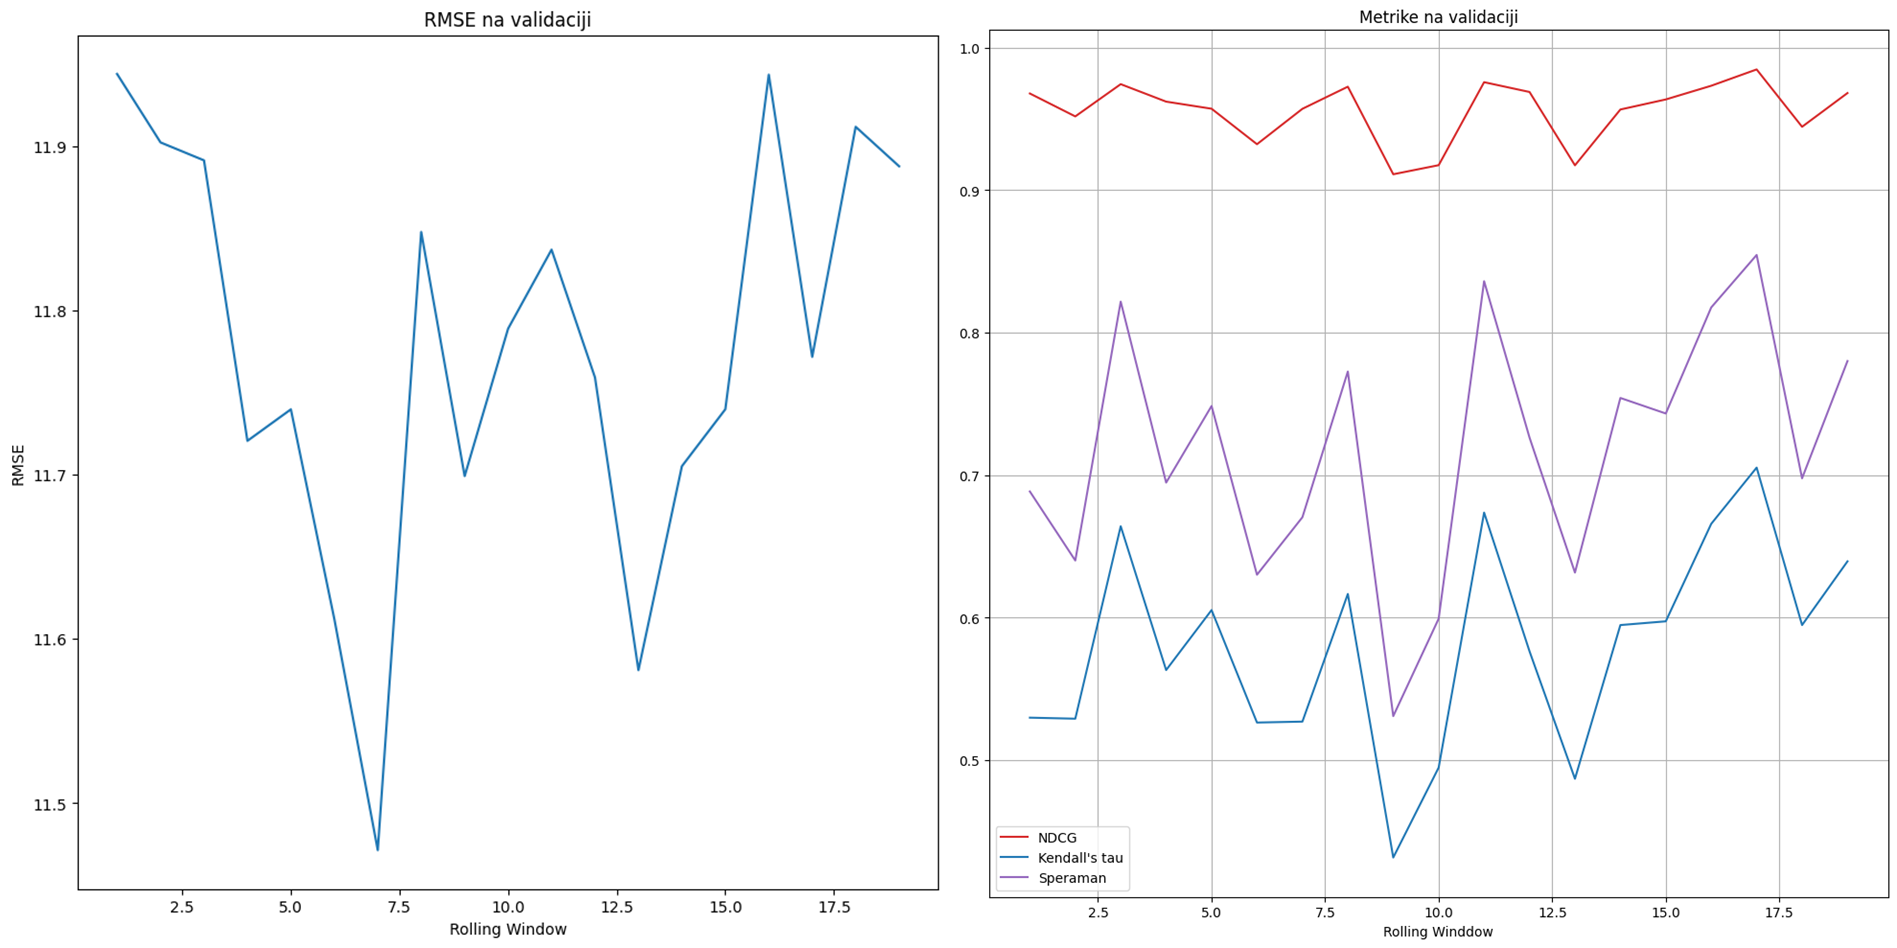 RMSE na validaciji
RMSE
11.9
11.8
11.7
11.6
11.5
2.5 5.0 7.5 10.0 12.5 15.0 17.5
Rolling Window
Metrike na validaciji
1.0
0.9
0.8
0.7
0.6
0.5
NDCG
Kendall's tau
Speraman
2.5 5.0 7.5 10.0 12.5 15.0 17.5
Rolling Winddow